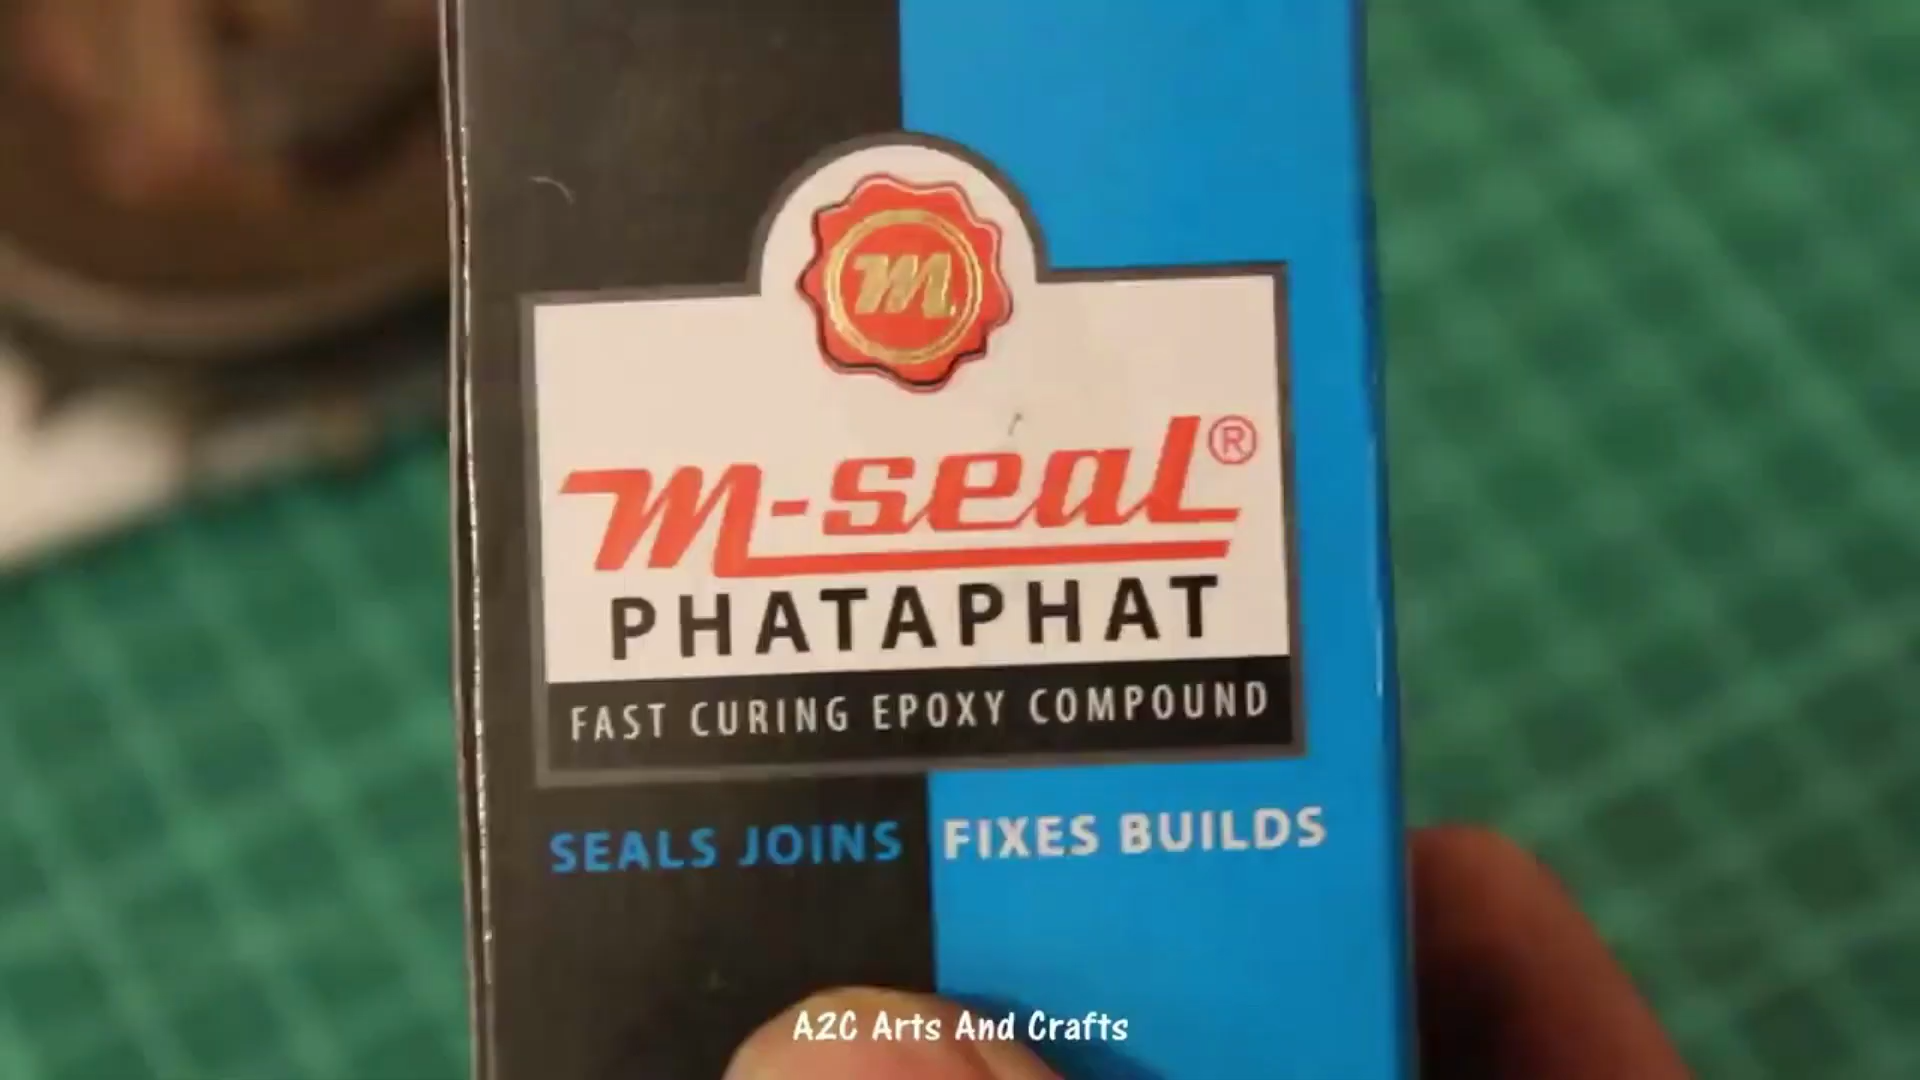 m
m-seal®
PHATAPHAT
FAST CURING EPOXY COMPOUND
SEALS JOINS FIXES BUILDS
A2C Arts And Crafts